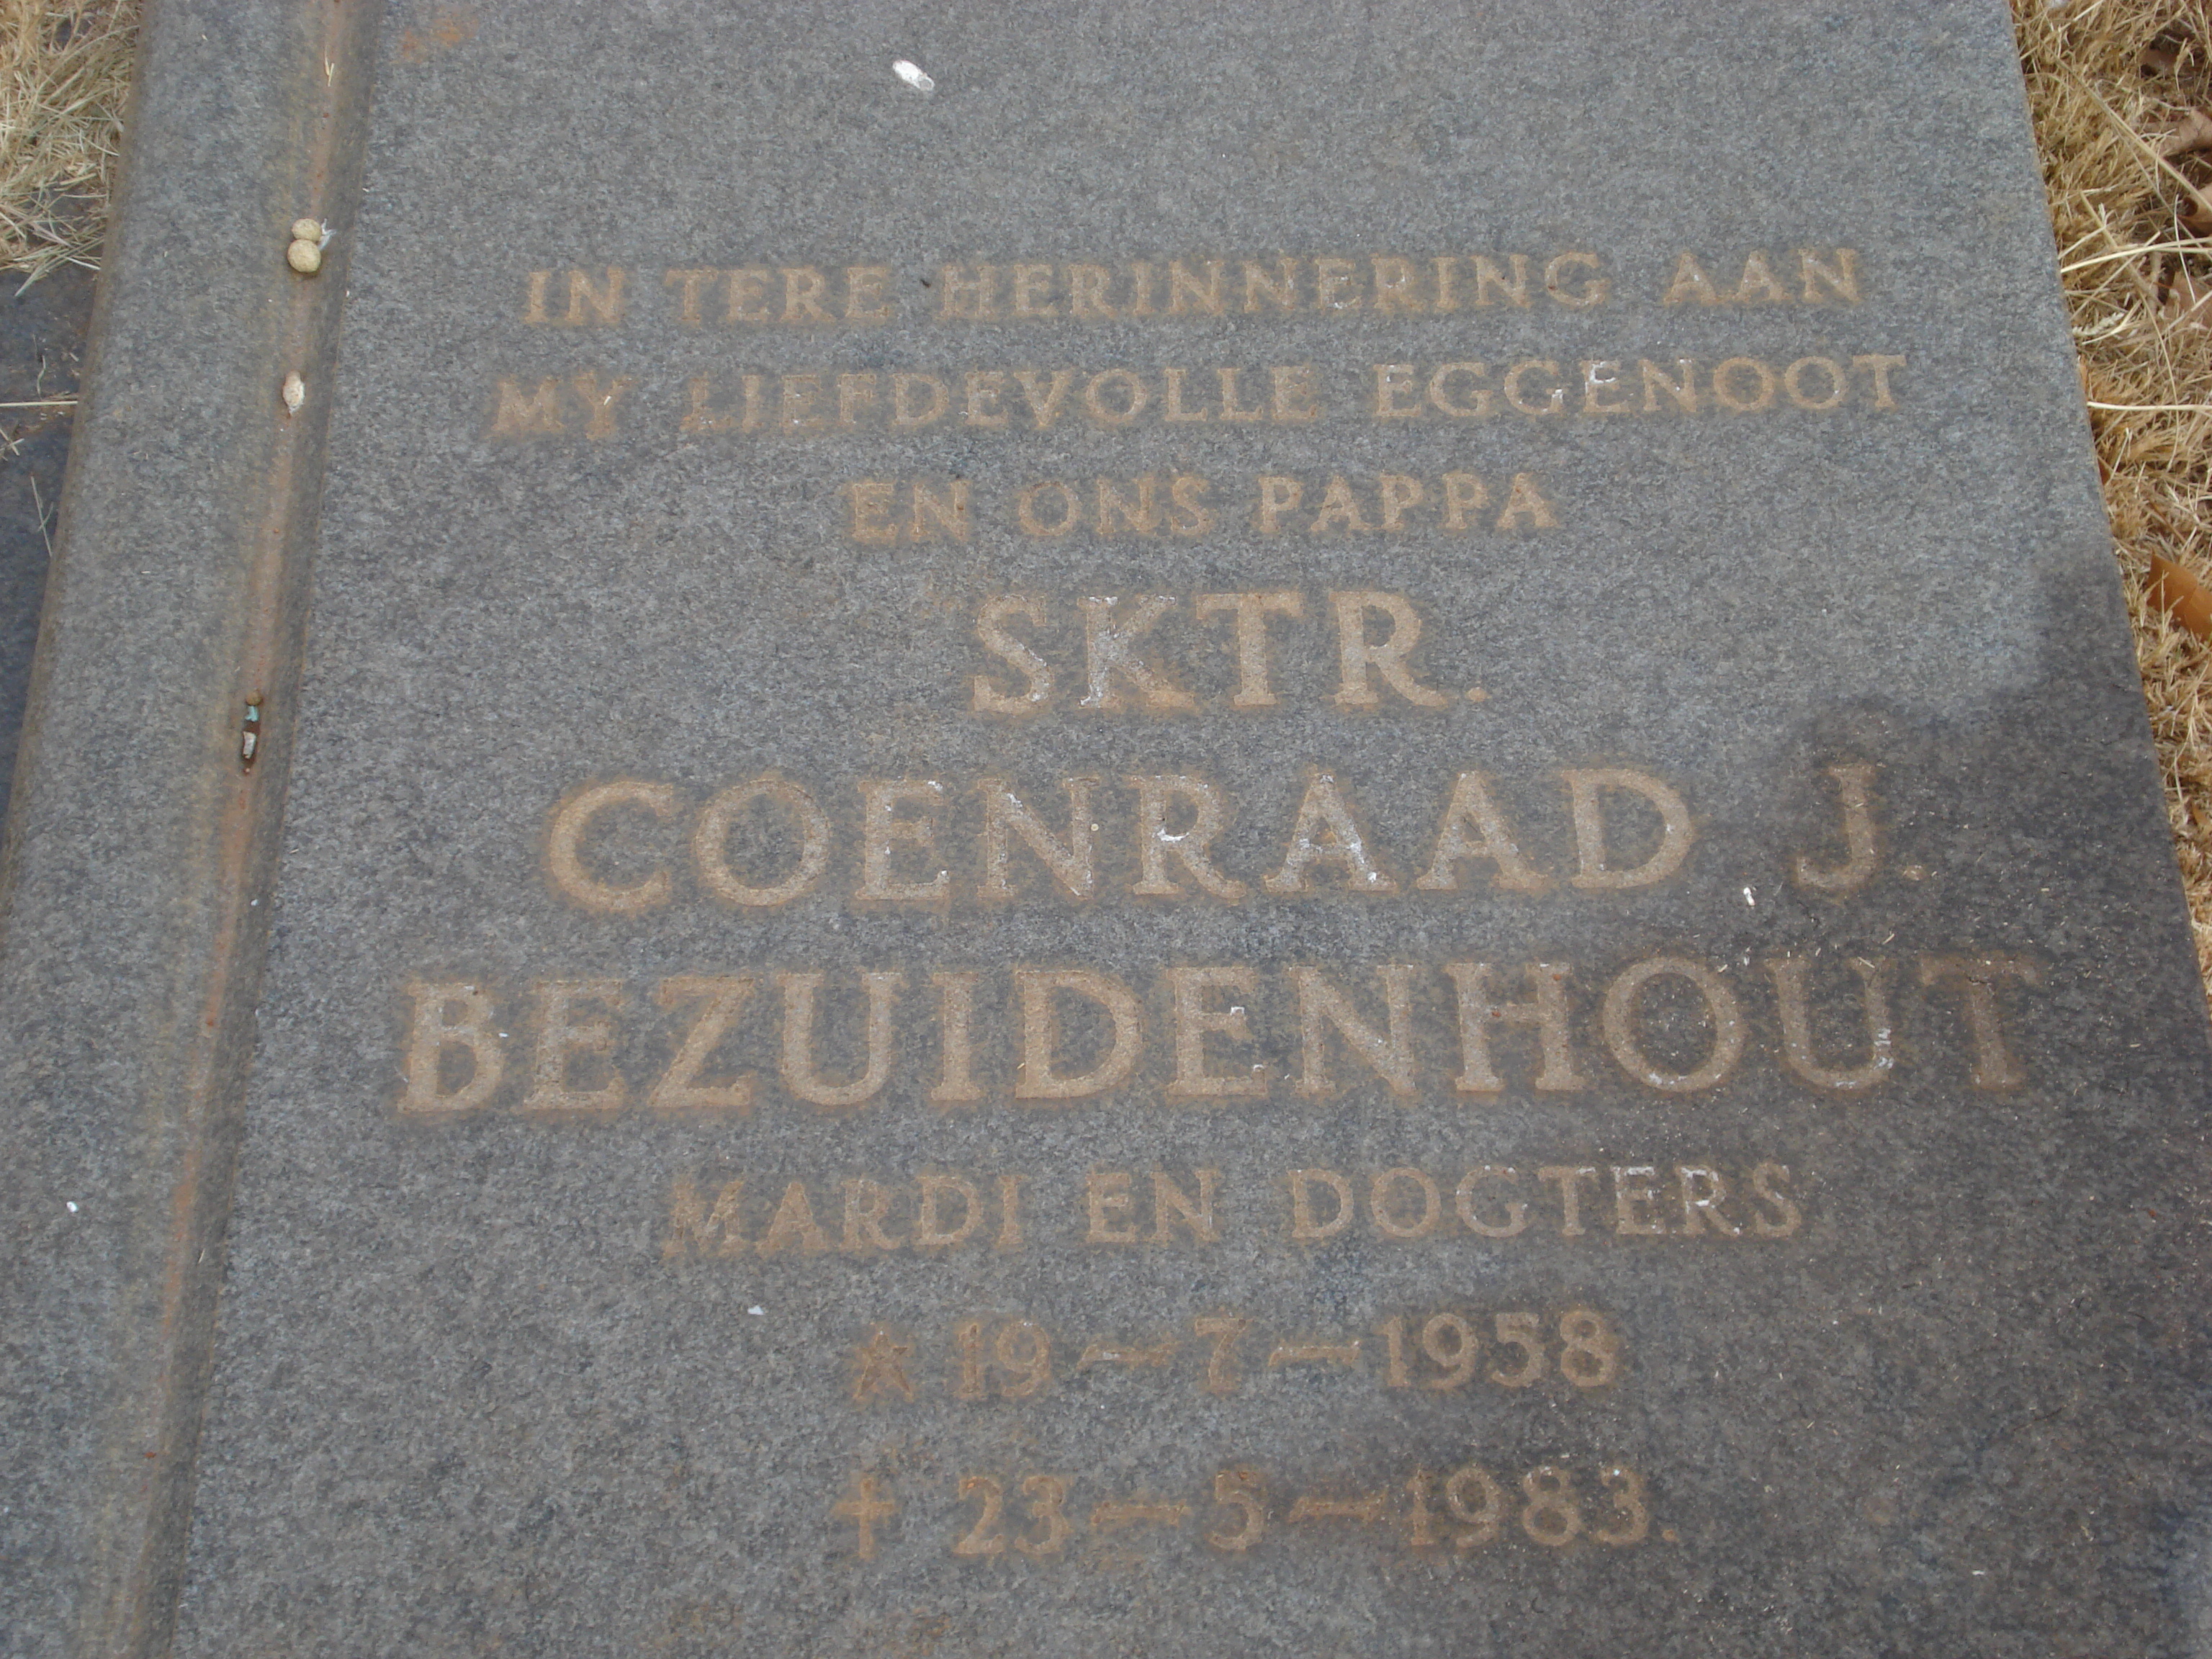 IN TERE HERINNERING AAN
MY LIEFDEVOLLE EGGENOOT
EN ONS PAPPA
SKTR.
COENRAAD J.
BEZUIDENHOUT
MARDI EN DOGTERS
★ 19–7–1958
✝ 23–5–1983.